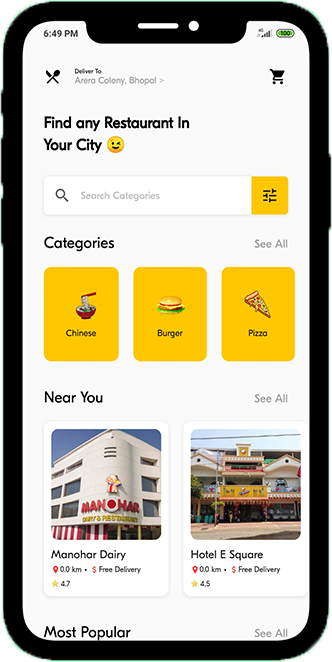 6:49 PM
4G
100
Deliver To
Arera Colony, Bhopal >
Find any Restaurant In
Your City 😉
Search Categories
Categories
See All
Chinese
Burger
Pizza
Near You
See All
MANOHAR
DAIRY & RESTAURANT
Manohar Dairy
0.0 km • $ Free Delivery
4.7
Hotel E Square
0.0 km • $ Free Delivery
4.5
Most Popular
See All